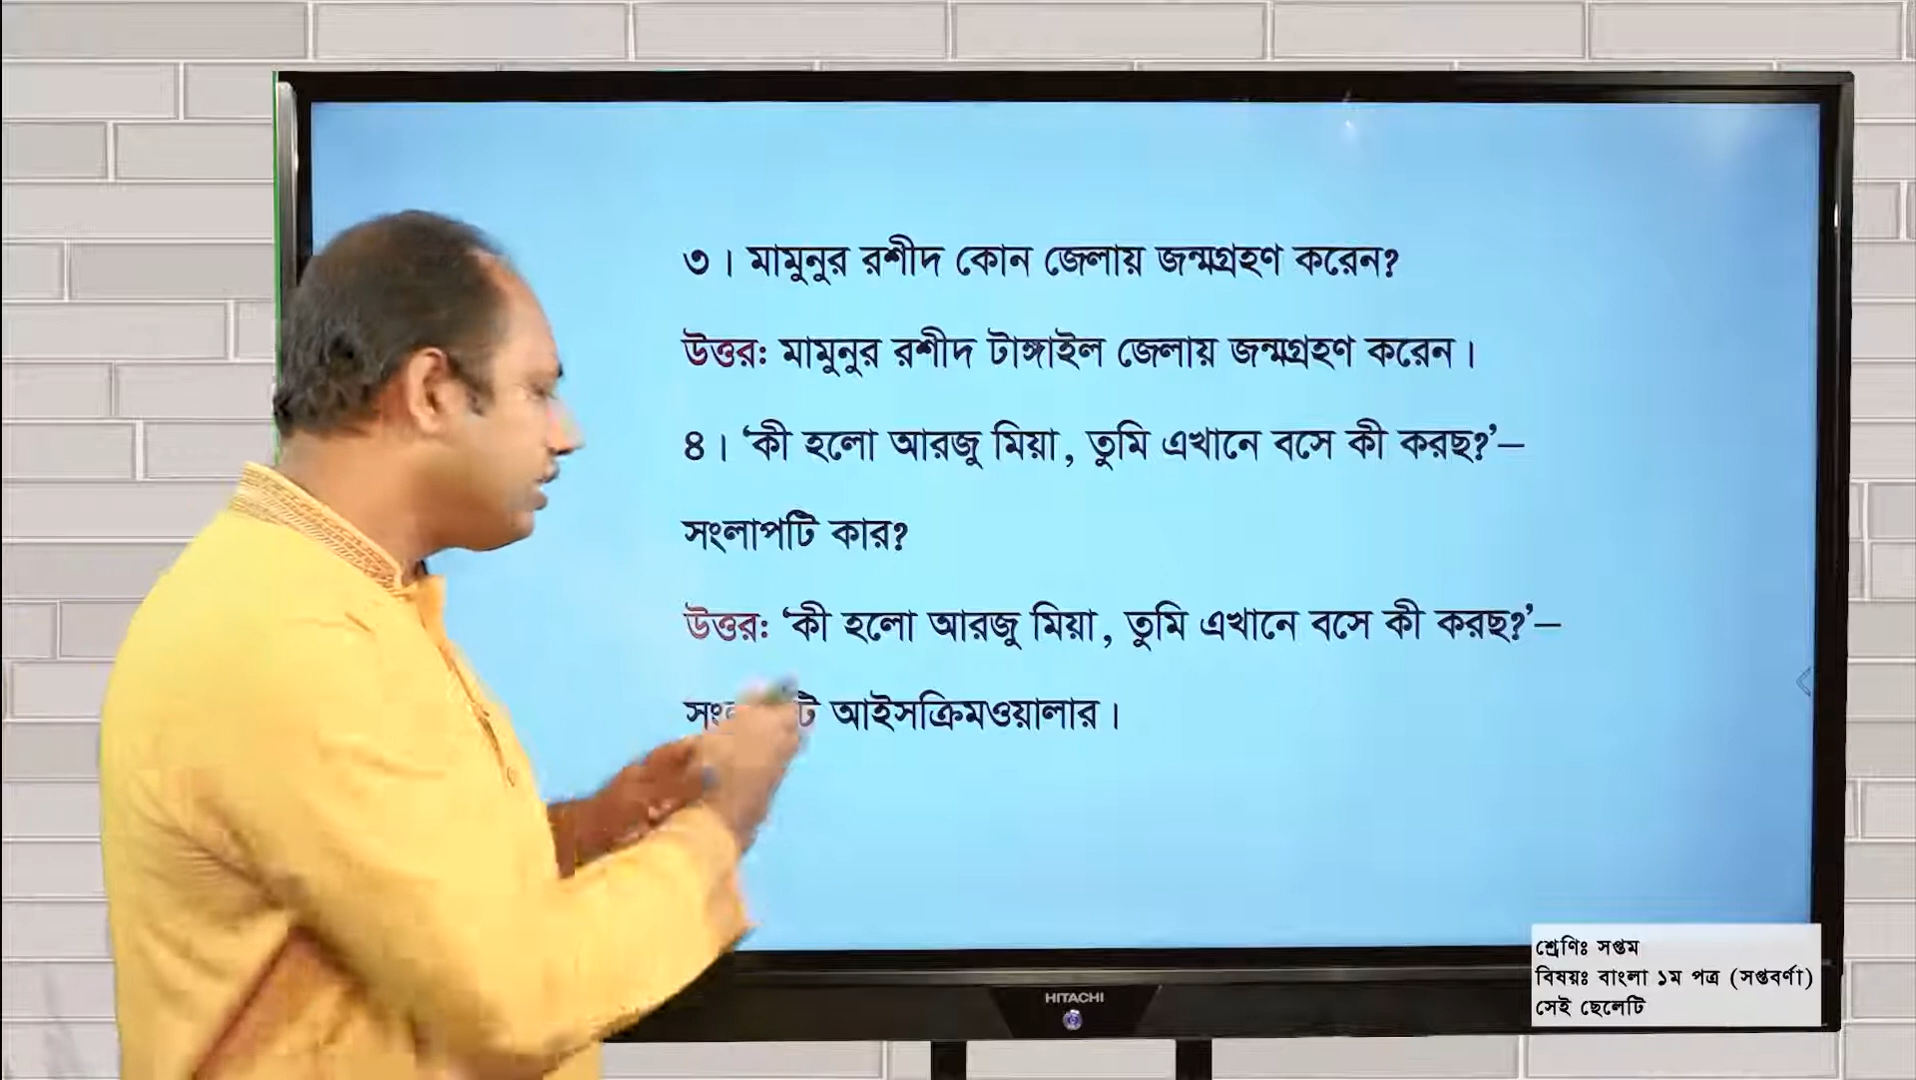 ৩। মামুনুর রশীদ কোন জেলায় জন্মগ্রহণ করেন?
উত্তর: মামুনুর রশীদ টাঙ্গাইল জেলায় জন্মগ্রহণ করেন।
৪। ‘কী হলো আরজু মিয়া, তুমি এখানে বসে কী করছ?’–
সংলাপটি কার?
উত্তর: ‘কী হলো আরজু মিয়া, তুমি এখানে বসে কী করছ?’–
আইসক্রিমওয়ালার।
শ্রেণিঃ সপ্তম
বিষয়ঃ বাংলা ১ম পত্র (সপ্তবর্ণা)
সেই ছেলেটি
HITACHI